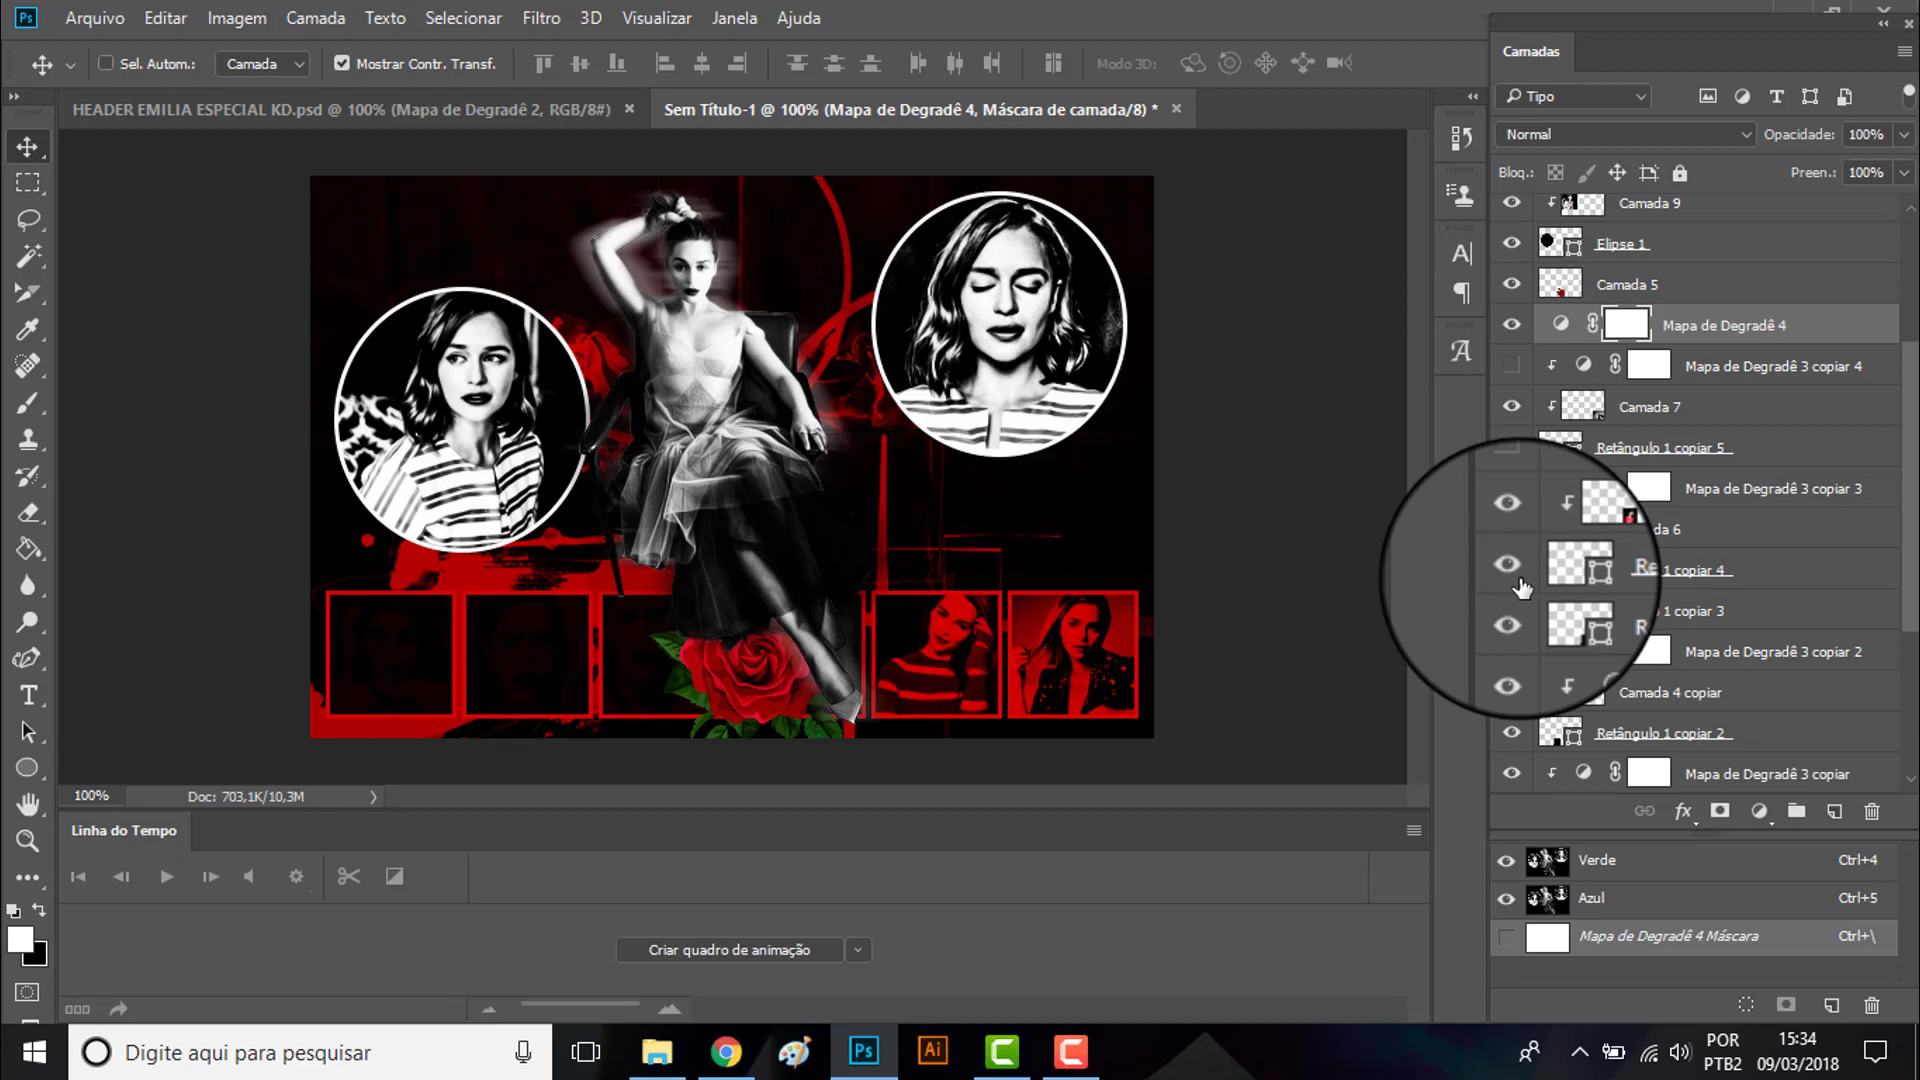 Ps Arquivo Editar Imagem Camada Texto Selecionar Filtro 3D Visualizar Janela Ajuda
Sel. Autom.: Camada Mostrar Contr. Transf. Modo 3D:
HEADER EMILIA ESPECIAL KD.psd @ 100% (Mapa de Degradê 2, RGB/8#) × Sem Título-1 @ 100% (Mapa de Degradê 4, Máscara de camada/8) * ×
Camadas
Tipo
Normal Opacidade: 100%
Bloq.: Preen.: 100%
Camada 9
Elipse 1
Camada 5
Mapa de Degradê 4
Mapa de Degradê 3 copiar 4
Camada 7
Retângulo 1 copiar 5
Mapa de Degradê 3 copiar 3
da 6
Re 1 copiar 4
R 1 copiar 3
Mapa de Degradê 3 copiar 2
Camada 4 copiar
Retângulo 1 copiar 2
Mapa de Degradê 3 copiar
fx
100% Doc: 703,1K/10,3M
Linha do Tempo
Criar quadro de animação
Verde Ctrl+4
Azul Ctrl+5
Mapa de Degradê 4 Máscara Ctrl+\
Digite aqui para pesquisar
Ps Ai
POR
PTB2
15:34
09/03/2018